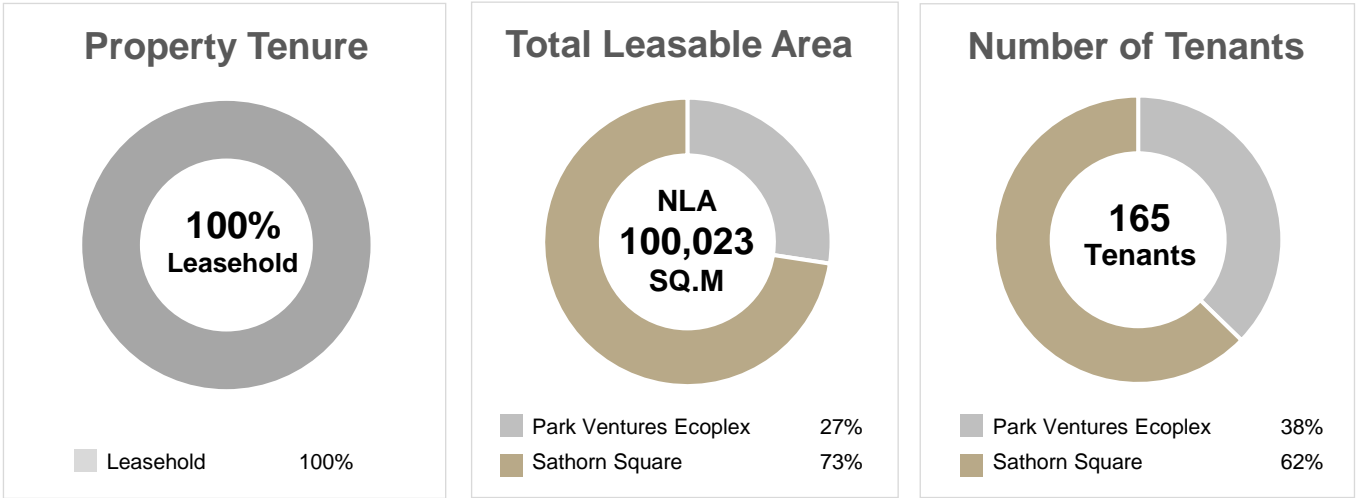 Property Tenure
100%
Leasehold
Leasehold 100%
Total Leasable Area
NLA
100,023
SQ.M
Park Ventures Ecoplex 27%
Sathorn Square 73%
Number of Tenants
165
Tenants
Park Ventures Ecoplex 38%
Sathorn Square 62%